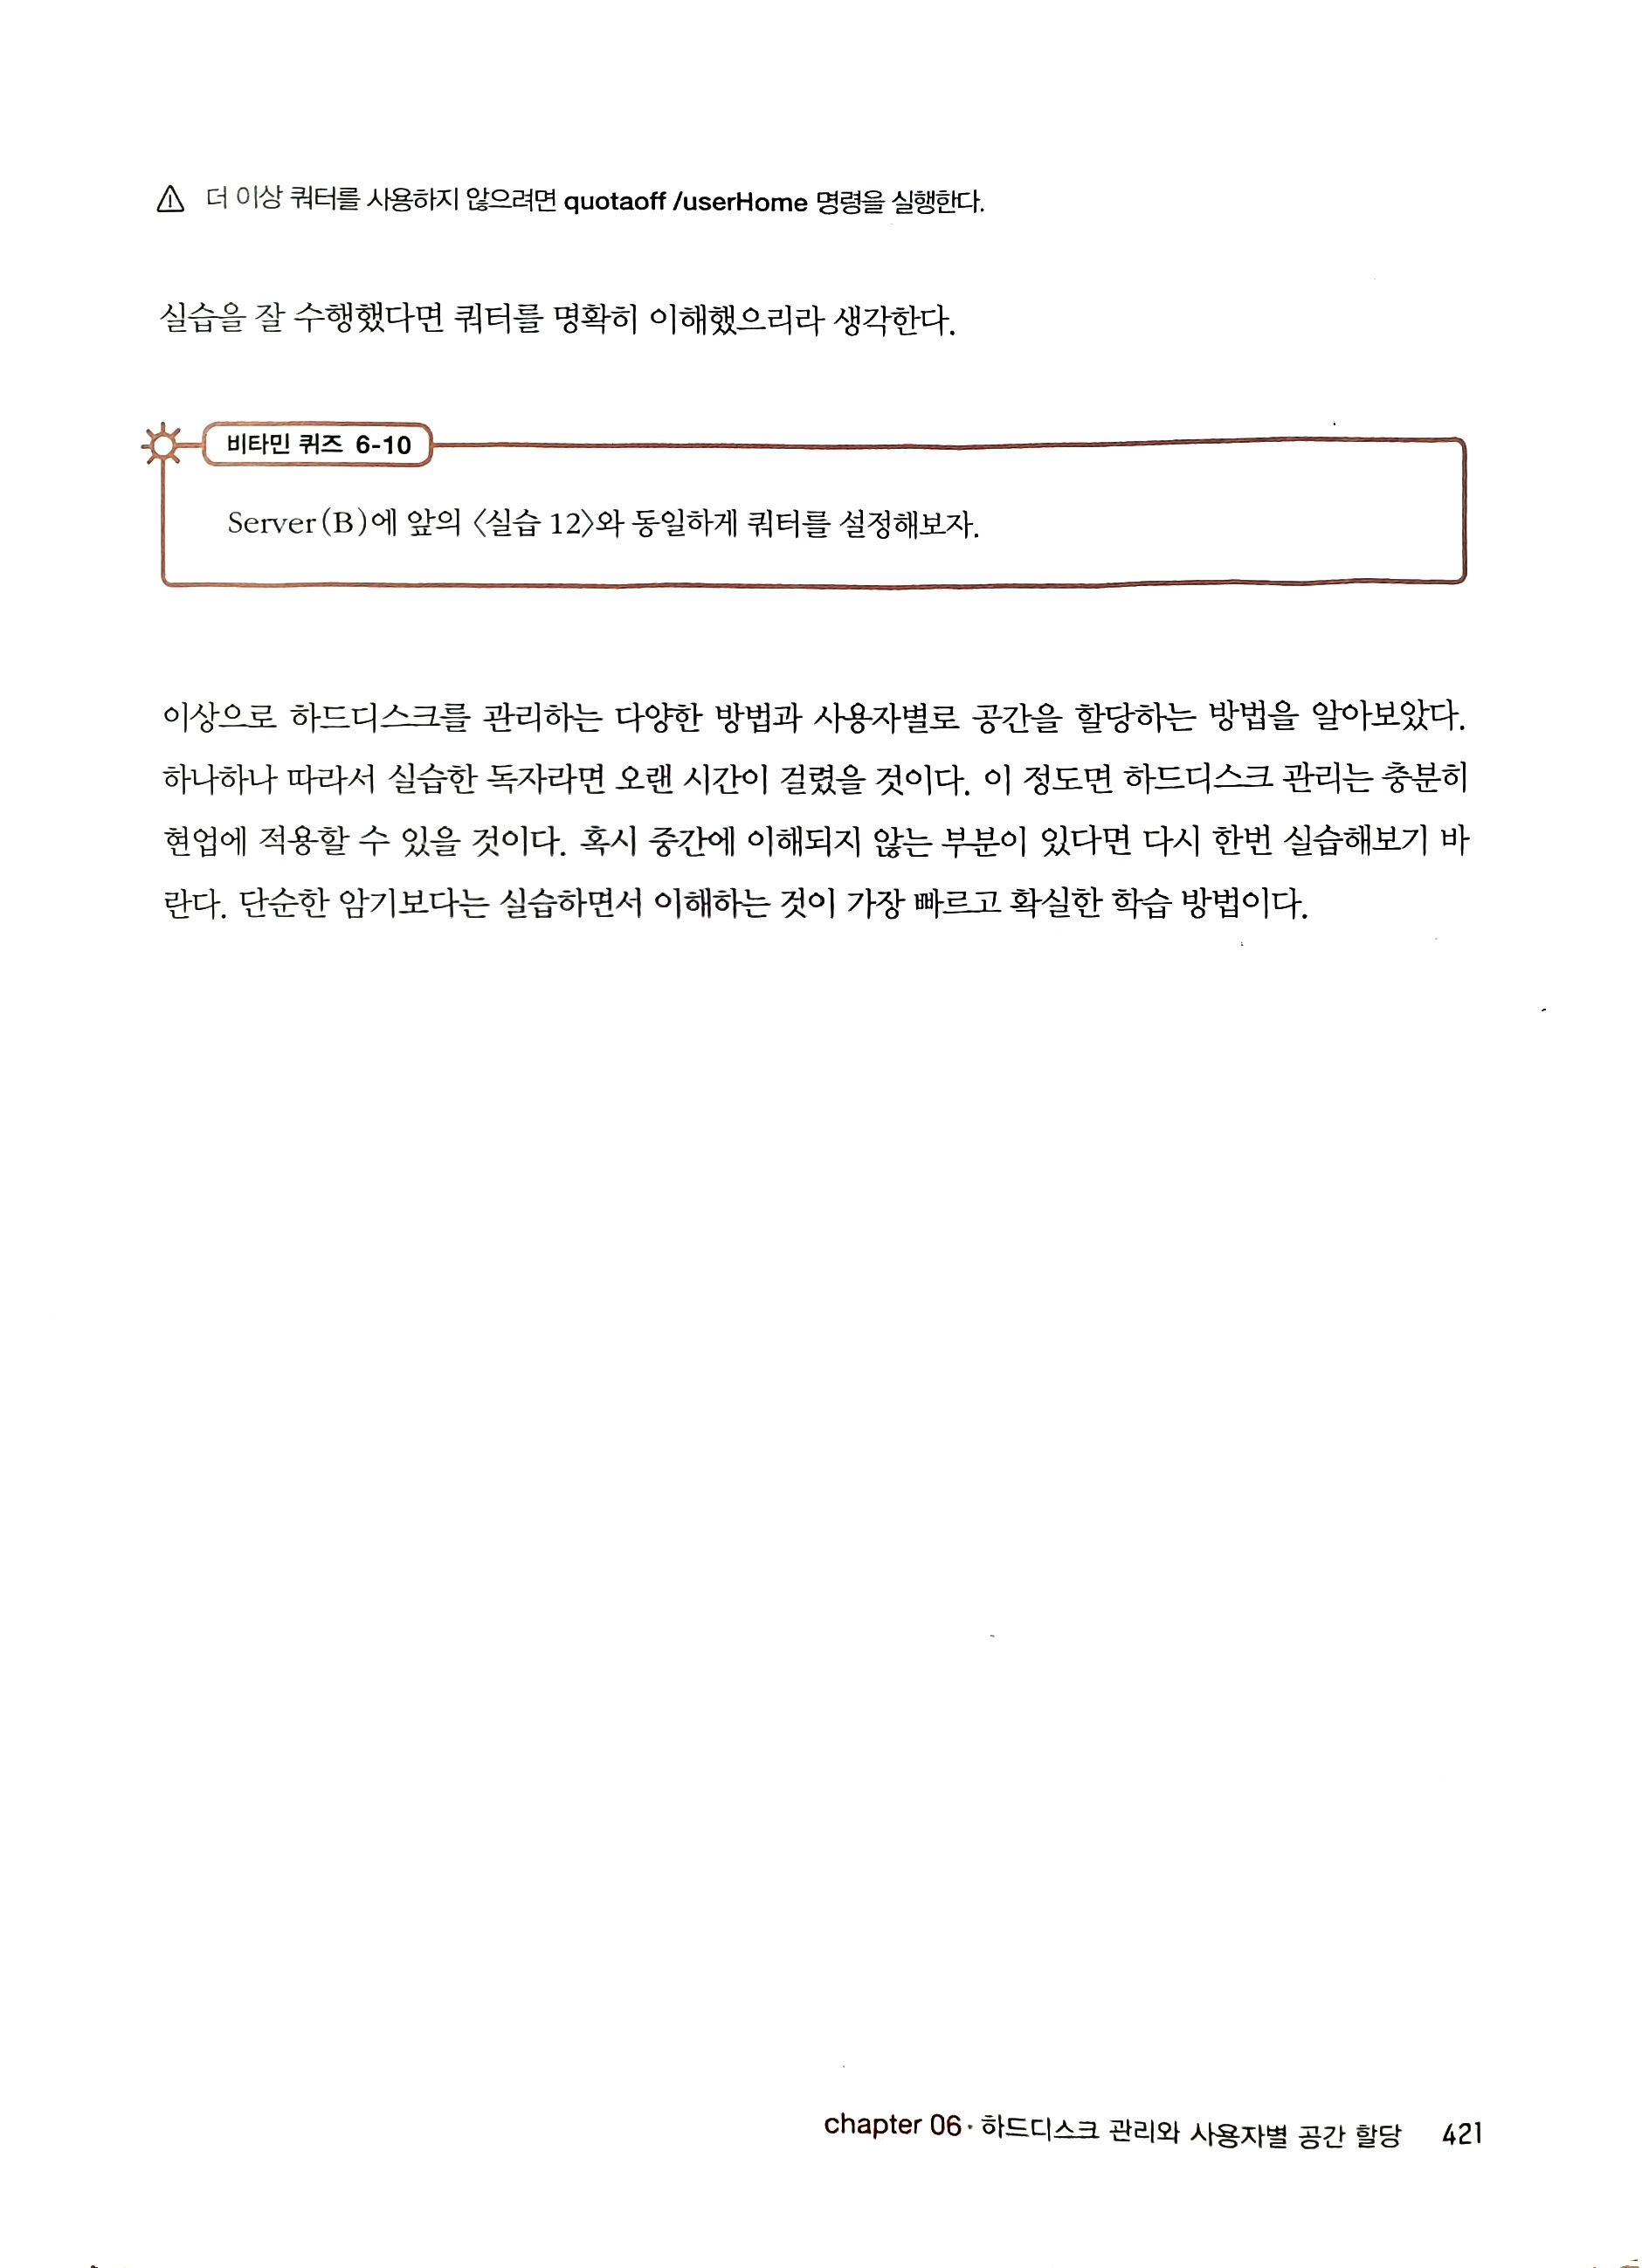 더 이상 쿼터를 사용하지 않으려면 quotaoff /userHome 명령을 실행한다.
실습을 잘 수행했다면 쿼터를 명확히 이해했으리라 생각한다.
비타민 퀴즈 6-10
Server(B)에 앞의 〈실습 12〉와 동일하게 쿼터를 설정해보자.
이상으로 하드디스크를 관리하는 다양한 방법과 사용자별로 공간을 할당하는 방법을 알아보았다.
하나하나 따라서 실습한 독자라면 오랜 시간이 걸렸을 것이다. 이 정도면 하드디스크 관리는 충분히
현업에 적용할 수 있을 것이다. 혹시 중간에 이해되지 않는 부분이 있다면 다시 한번 실습해보기 바
란다. 단순한 암기보다는 실습하면서 이해하는 것이 가장 빠르고 확실한 학습 방법이다.
chapter 06 · 하드디스크 관리와 사용자별 공간 할당 421